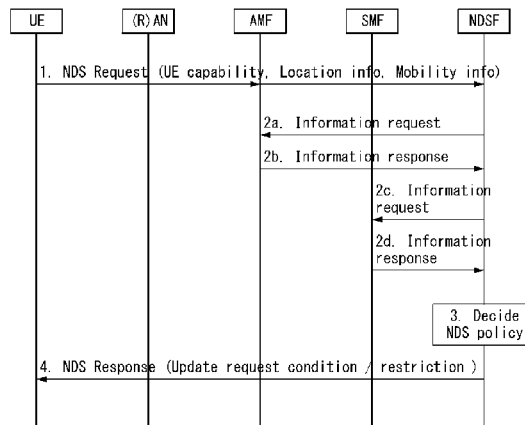 UE (R)AN AMF SMF NDSF
1. NDS Request (UE capability, Location info, Mobility info)
2a. Information request
2b. Information response
2c. Information
request
2d. Information
response
3. Decide
NDS policy
4. NDS Response (Update request condition / restriction )